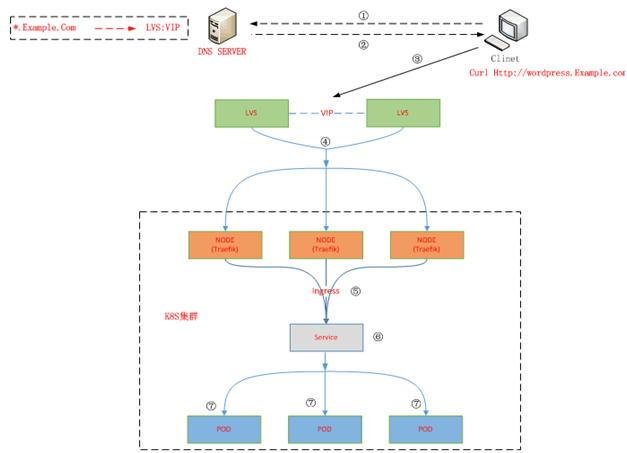 ①
*.Example.Com LVS:VIP
②
DNS SERVER
③
Clinet
Curl Http://wordpress.Example.com
LVS VIP LVS
④
NODE NODE NODE
(Traefik) (Traefik) (Traefik)
Ingress ⑤
K8S集群
Service ⑥
⑦ ⑦ ⑦
POD POD POD